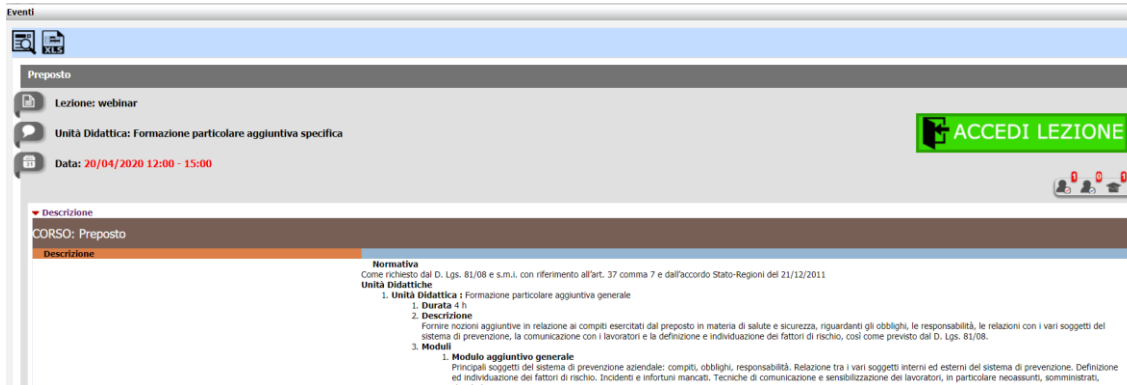 Eventi
XLS
Preposto
Lezione: webinar
Unità Didattica: Formazione particolare aggiuntiva specifica
ACCEDI LEZIONE
Data: 20/04/2020 12:00 - 15:00
1 0 1
Descrizione
CORSO: Preposto
Descrizione
Normativa
Come richiesto dal D. Lgs. 81/08 e s.m.i. con riferimento all'art. 37 comma 7 e dall'accordo Stato-Regioni del 21/12/2011
Unità Didattiche
1. Unità Didattica : Formazione particolare aggiuntiva generale
1. Durata 4 h
2. Descrizione
Fornire nozioni aggiuntive in relazione ai compiti esercitati dal preposto in materia di salute e sicurezza, riguardanti gli obblighi, le responsabilità, le relazioni con i vari soggetti del
sistema di prevenzione, la comunicazione con i lavoratori e la definizione e individuazione dei fattori di rischio, così come previsto dal D. Lgs. 81/08.
3. Moduli
1. Modulo aggiuntivo generale
Principali soggetti del sistema di prevenzione aziendale: compiti, obblighi, responsabilità. Relazione tra i vari soggetti interni ed esterni del sistema di prevenzione. Definizione
ed individuazione dei fattori di rischio. Incidenti e infortuni mancati. Tecniche di comunicazione e sensibilizzazione dei lavoratori, in particolare neoassunti, somministrati,